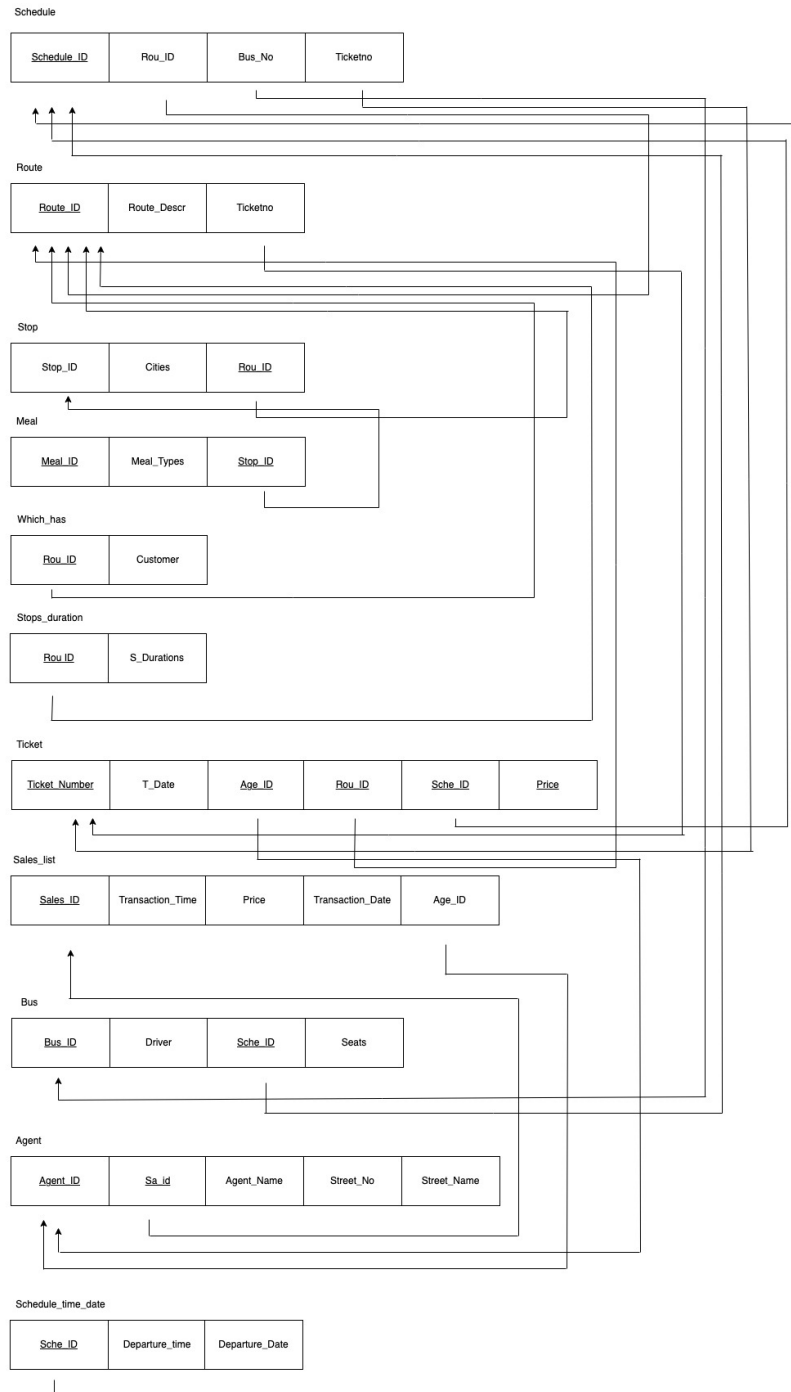 Schedule
Schedule_ID Rou_ID Bus_No Ticketno
Route
Route_ID Route_Descr Ticketno
Stop
Stop_ID Cities Rou_ID
Meal
Meal_ID Meal_Types Stop_ID
Which_has
Rou_ID Customer
Stops_duration
Rou ID S_Durations
Ticket
Ticket_Number T_Date Age_ID Rou_ID Sche_ID Price
Sales_list
Sales_ID Transaction_Time Price Transaction_Date Age_ID
Bus
Bus_ID Driver Sche_ID Seats
Agent
Agent_ID Sa_id Agent_Name Street_No Street_Name
Schedule_time_date
Sche_ID Departure_time Departure_Date